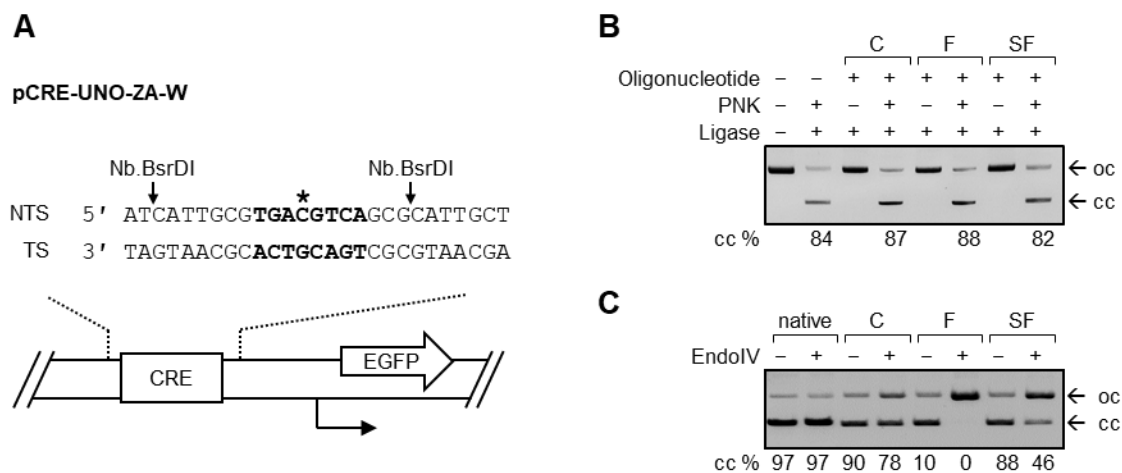 A
pCRE-UNO-ZA-W
Nb.BsrDI Nb.BsrDI
*
NTS 5′ ATCATTGCGTGACGTCAGCGCATTGCT
TS 3′ TAGTAACGCACTGCAGTCGCGTAACGA
CRE
EGFP
B
C F SF
Oligonucleotide – – + + + + + +
PNK – + – + – + – +
Ligase – + + + + + + +
← oc
← cc
cc % 84 87 88 82
C
native C F SF
EndoIV – + – + – + – +
← oc
← cc
cc % 97 97 90 78 10 0 88 46